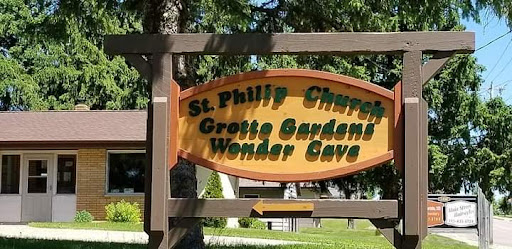 St. Philip Church
Grotto Gardens
Wonder Cave